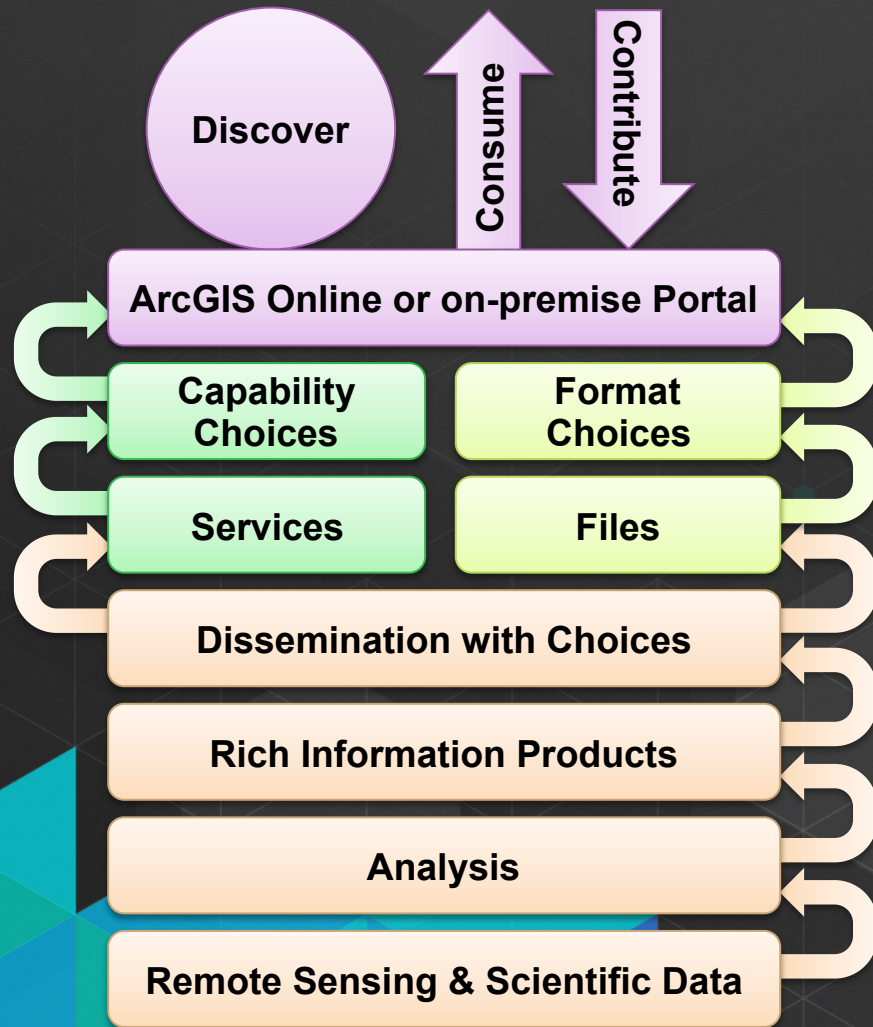 Discover
Consume
Contribute
ArcGIS Online or on-premise Portal
Capability
Choices
Format
Choices
Services
Files
Dissemination with Choices
Rich Information Products
Analysis
Remote Sensing & Scientific Data